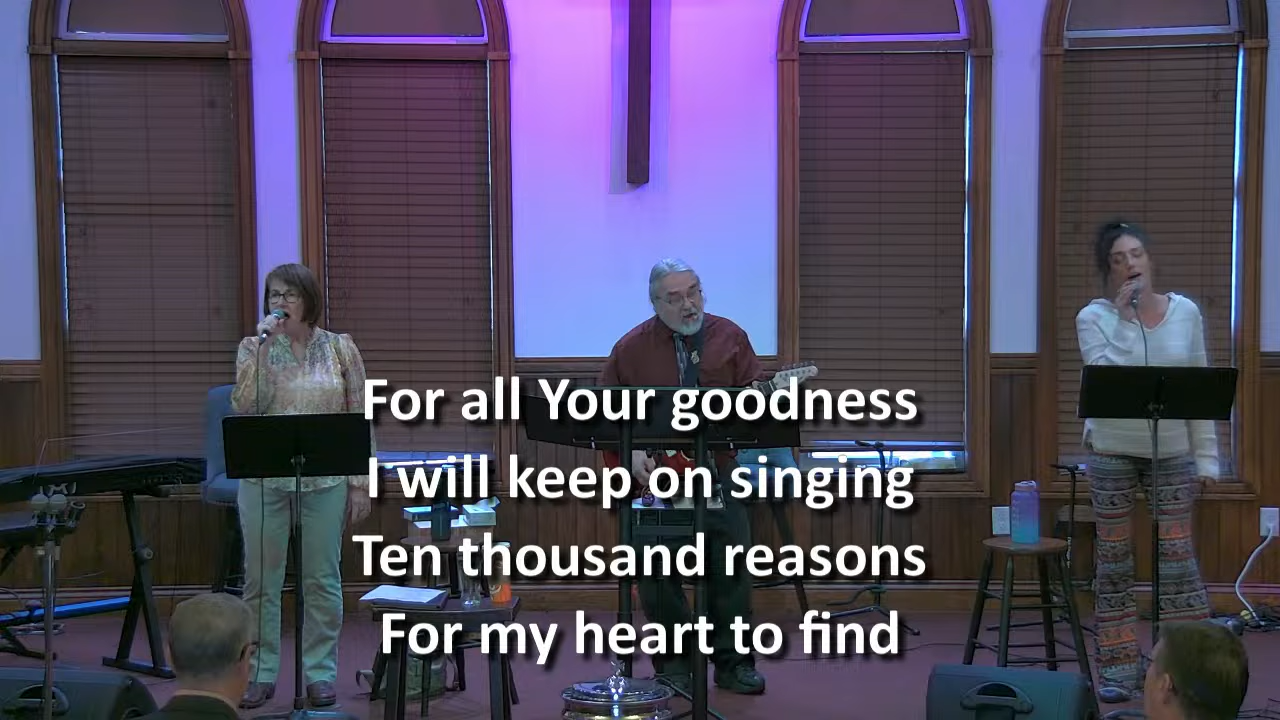 For all Your goodness
I will keep on singing
Ten thousand reasons
For my heart to find